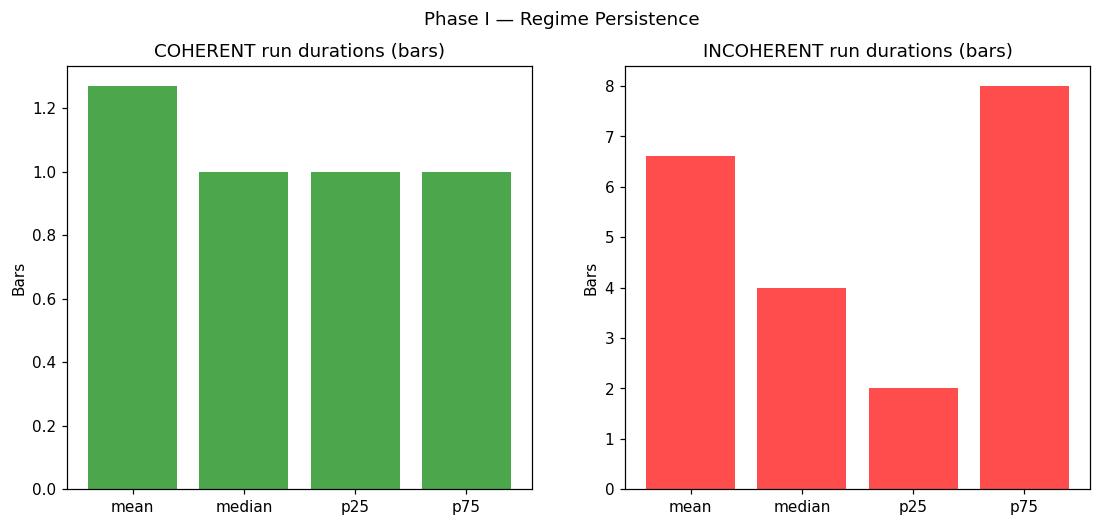 Phase I — Regime Persistence
COHERENT run durations (bars)
Bars
1.2
1.0
0.8
0.6
0.4
0.2
0.0
mean median p25 p75
INCOHERENT run durations (bars)
Bars
8
7
6
5
4
3
2
1
0
mean median p25 p75